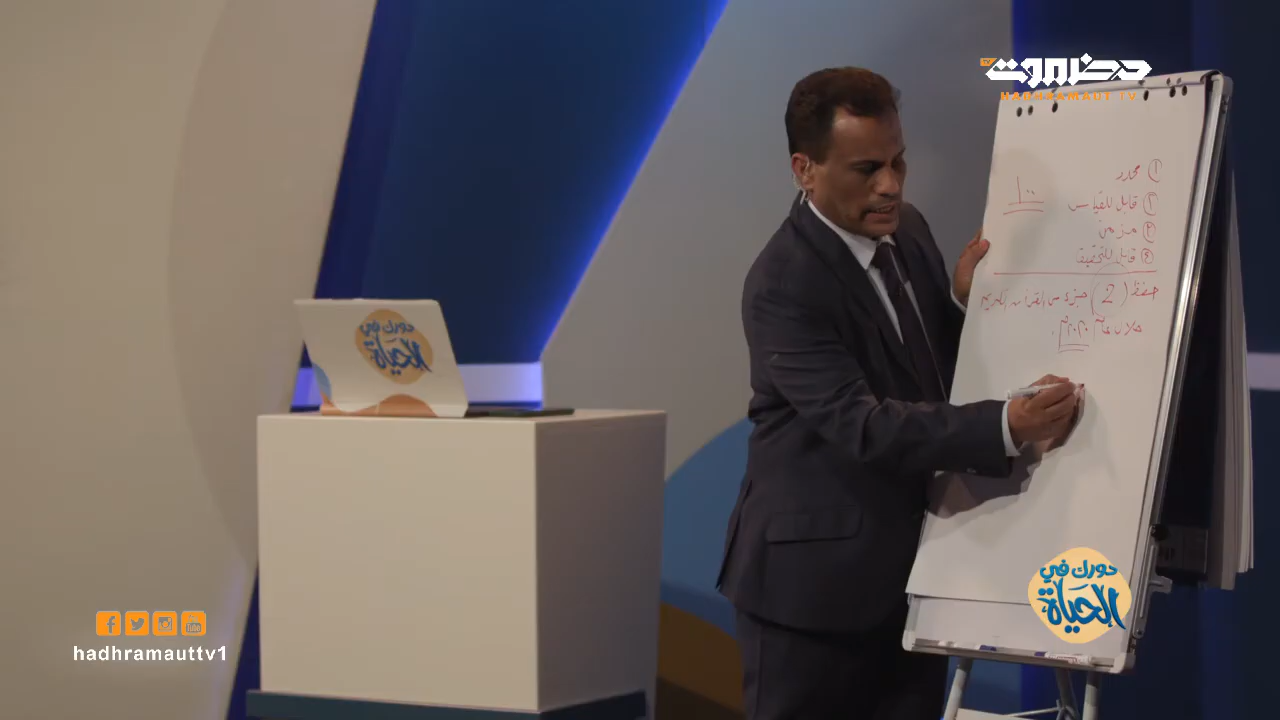 حضرموت
TV
HADHRAMAUT TV
١ محدد
٢ قابل للقياس
١٠٠
٣ مزمن
٤ قابل للتحقيق
حفظ (2) جزء من القرآن الكريم
خلال عام ٢٠٢٠م.
دورك في
الحياة
دورك في
الحياة
hadhramauttv1